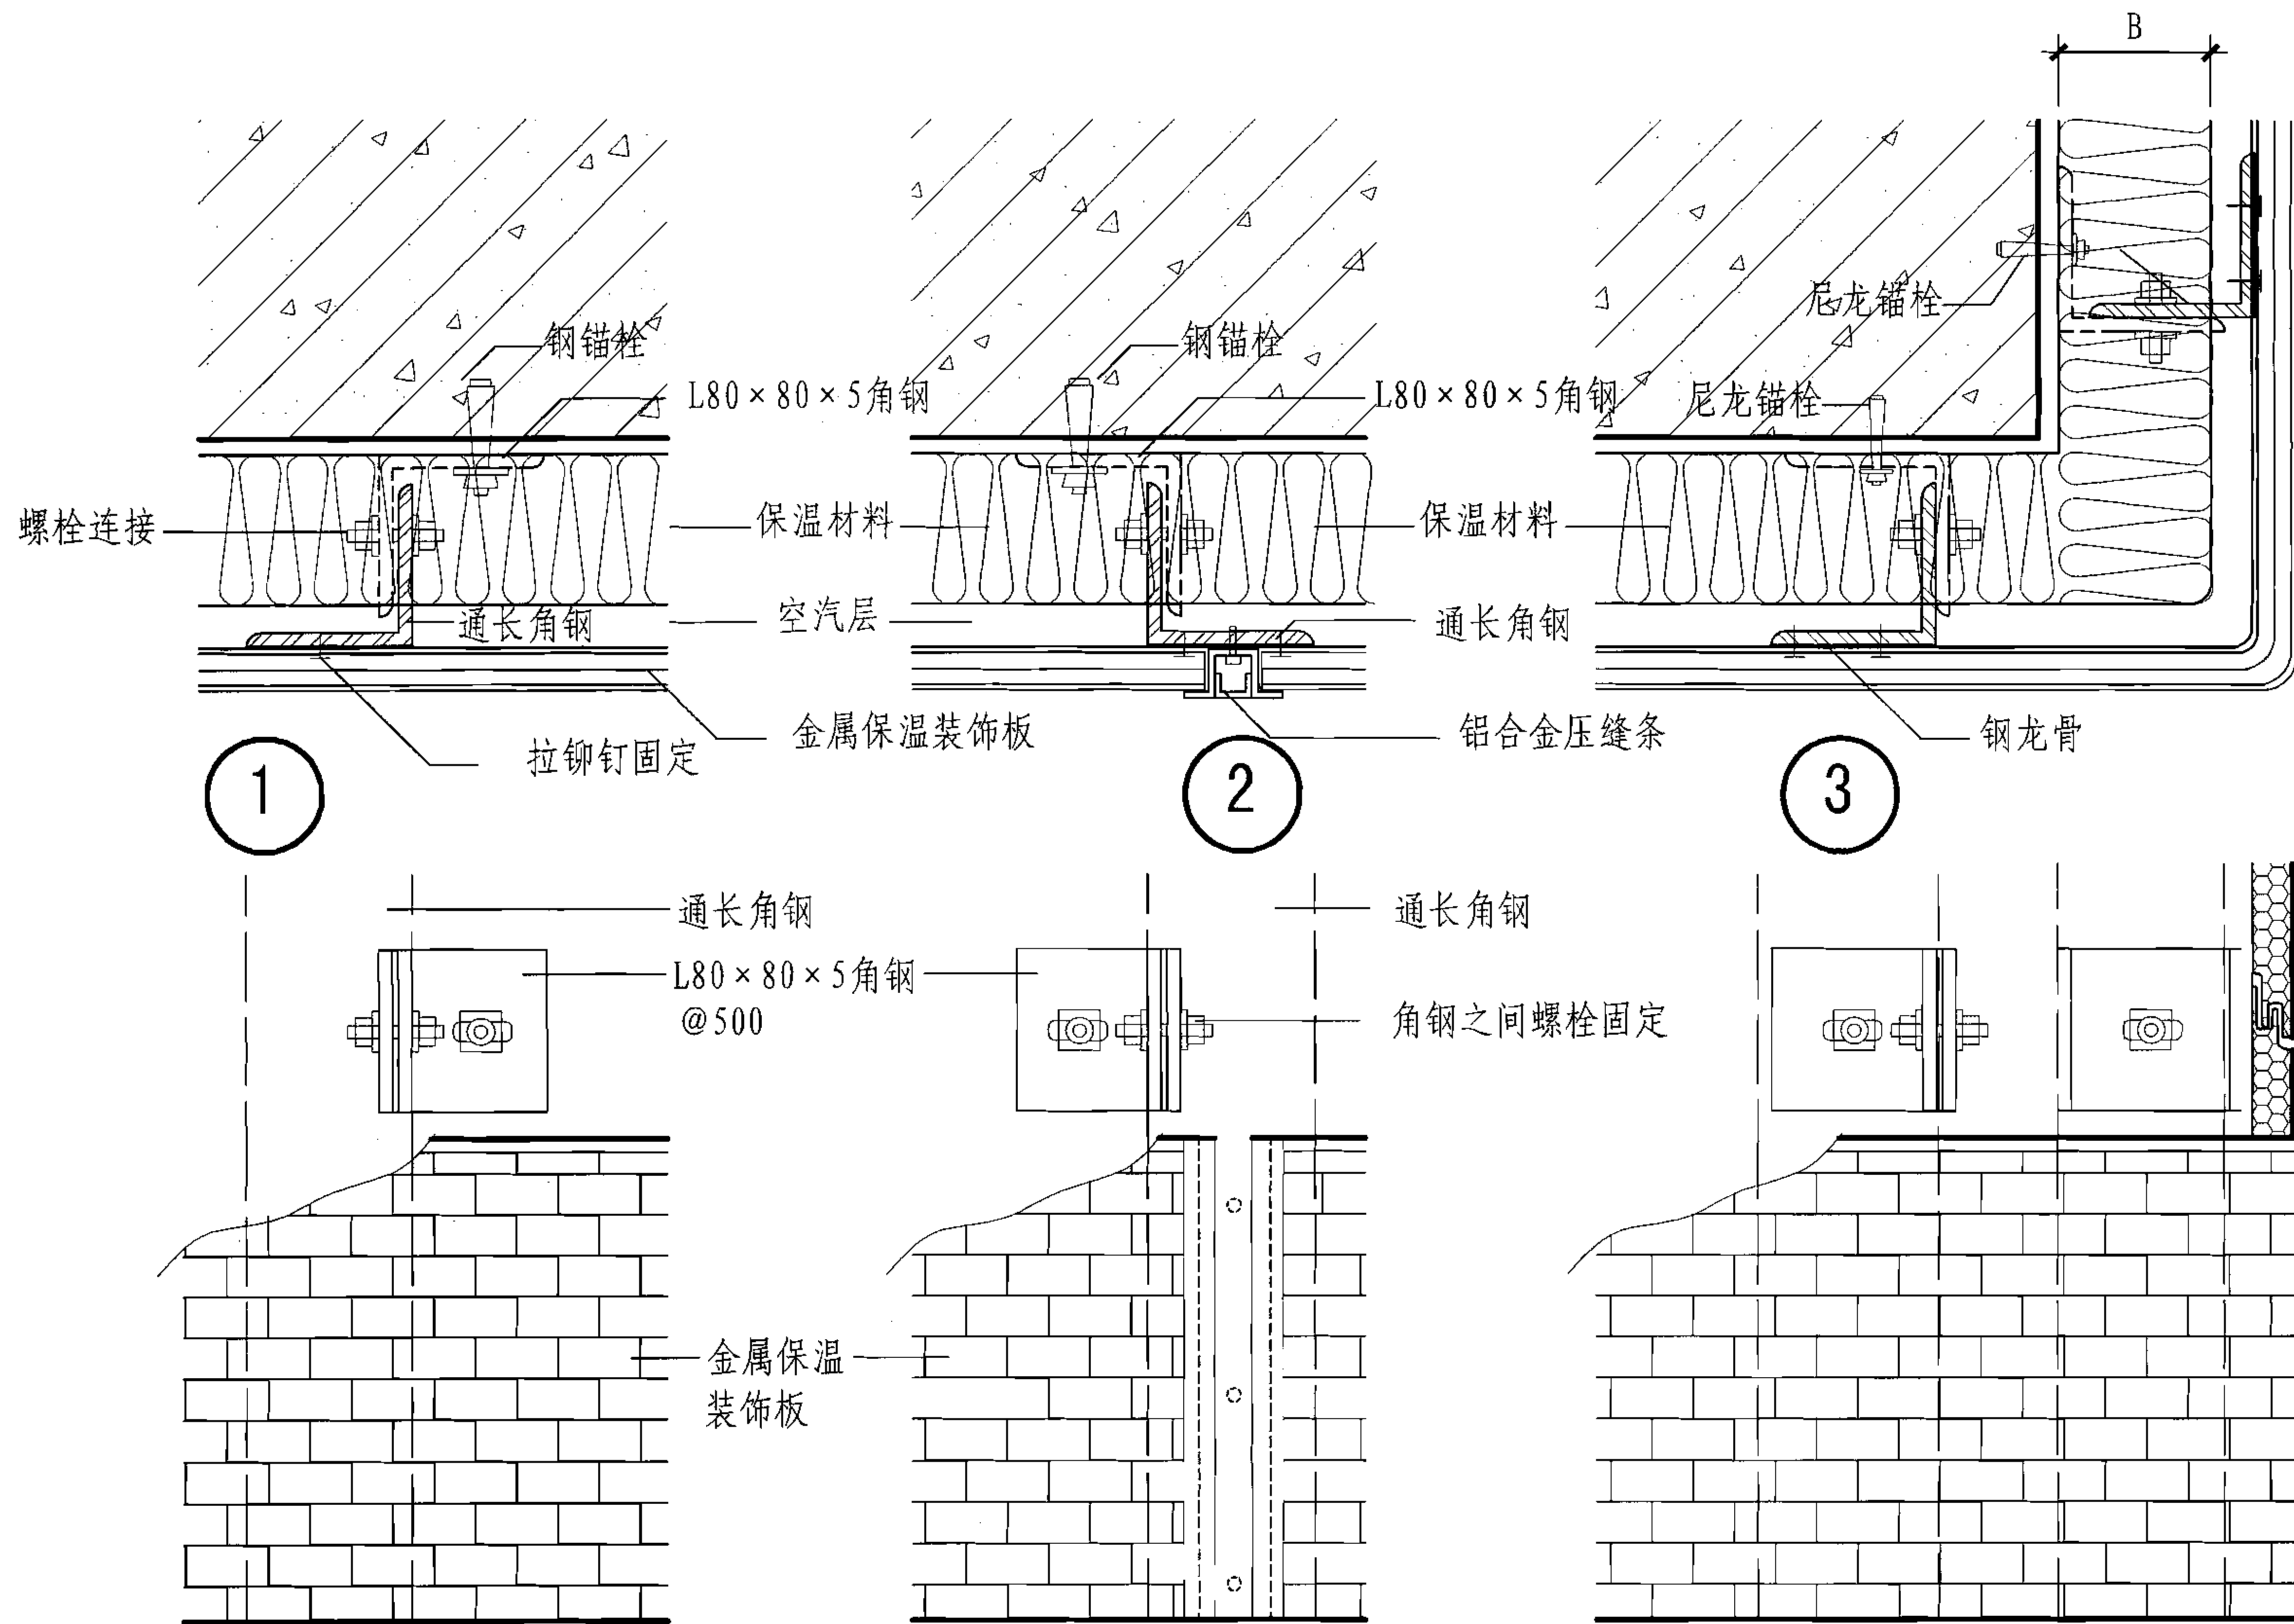 B
钢锚栓
钢锚栓
尼龙锚栓
L80×80×5角钢
L80×80×5角钢
尼龙锚栓
螺栓连接
保温材料
保温材料
通长角钢
空汽层
通长角钢
拉铆钉固定
金属保温装饰板
铝合金压缝条
钢龙骨
1
2
3
通长角钢
通长角钢
L80×80×5角钢
@500
角钢之间螺栓固定
金属保温
装饰板